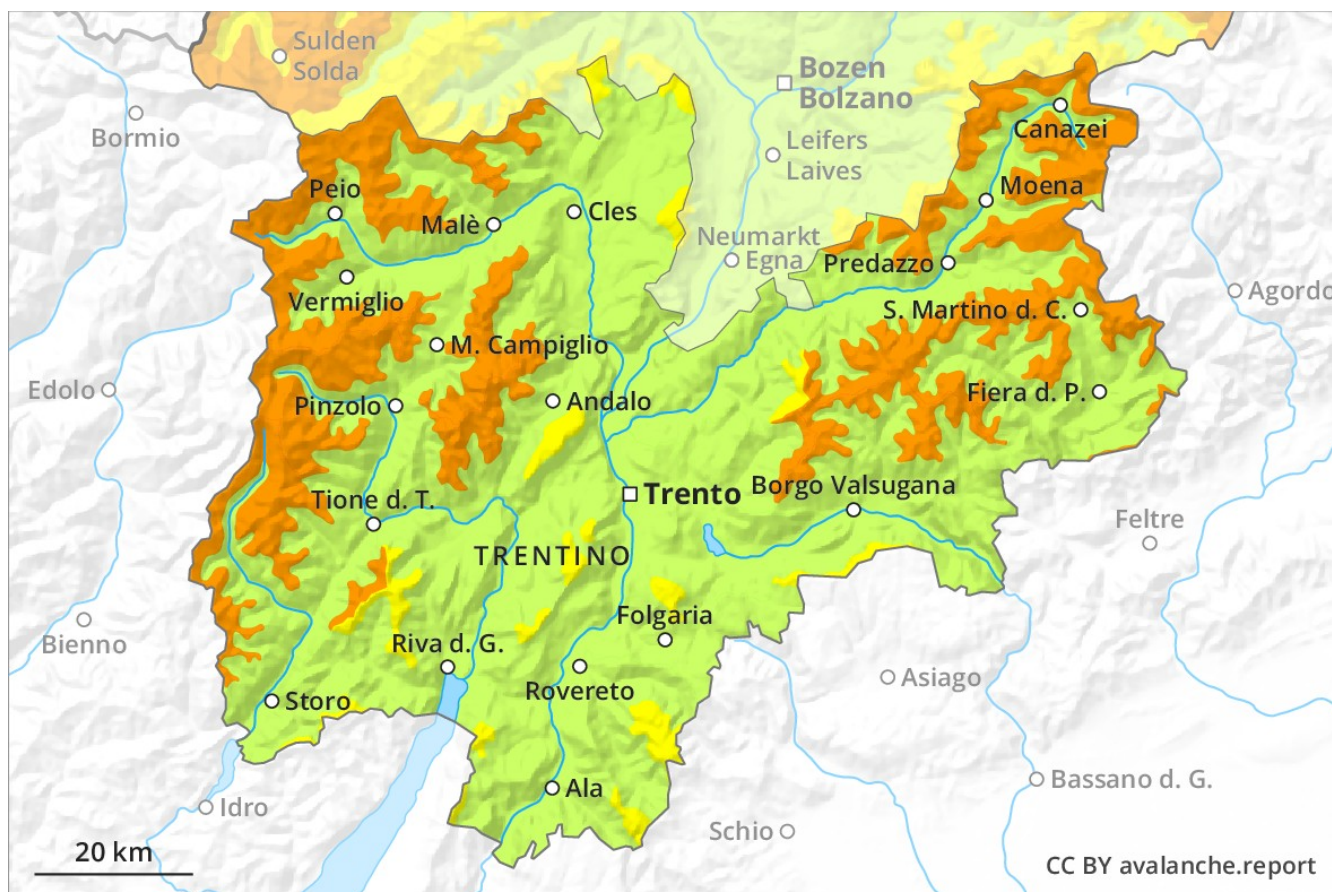 Sulden
Solda
Bozen
Bolzano
Bormio
Canazei
Leifers
Laives
Peio
Moena
Malè
Cles
Neumarkt
Egna
Predazzo
Vermiglio
Agordo
S. Martino d. C.
M. Campiglio
Edolo
Pinzolo
Andalo
Fiera d. P.
Tione d. T.
Trento
Borgo Valsugana
Feltre
TRENTINO
Bienno
Folgaria
Riva d. G.
Asiago
Rovereto
Storo
Bassano d. G.
Ala
Idro
Schio
20 km
CC BY avalanche.report